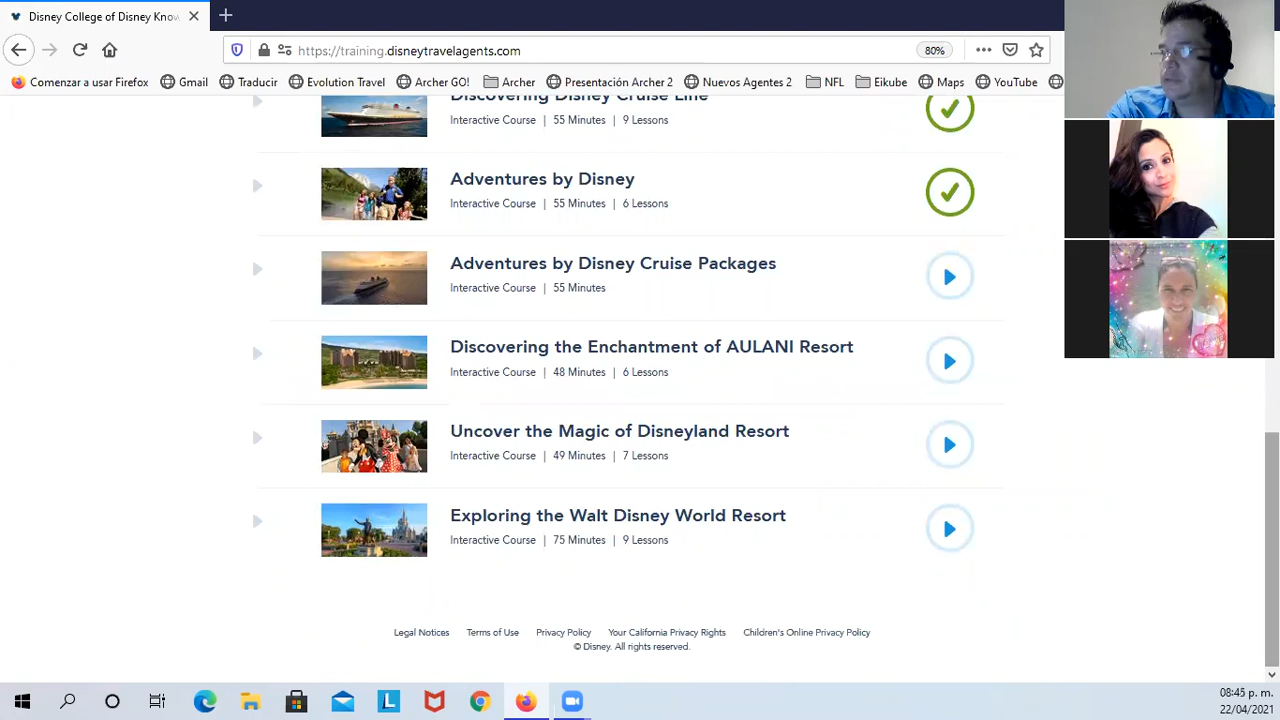 Disney College of Disney Know
https://training.disneytravelagents.com
80%
Comenzar a usar Firefox
Gmail
Traducir
Evolution Travel
Archer GO!
Archer
Presentación Archer 2
Nuevos Agentes 2
NFL
Eikube
Maps
YouTube
Discovering Disney Cruise Line
Interactive Course | 55 Minutes | 9 Lessons
Adventures by Disney
Interactive Course | 55 Minutes | 6 Lessons
Adventures by Disney Cruise Packages
Interactive Course | 55 Minutes
Discovering the Enchantment of AULANI Resort
Interactive Course | 48 Minutes | 6 Lessons
Uncover the Magic of Disneyland Resort
Interactive Course | 49 Minutes | 7 Lessons
Exploring the Walt Disney World Resort
Interactive Course | 75 Minutes | 9 Lessons
Legal Notices Terms of Use Privacy Policy Your California Privacy Rights Children's Online Privacy Policy
© Disney. All rights reserved.
08:45 p. m.
22/04/2021